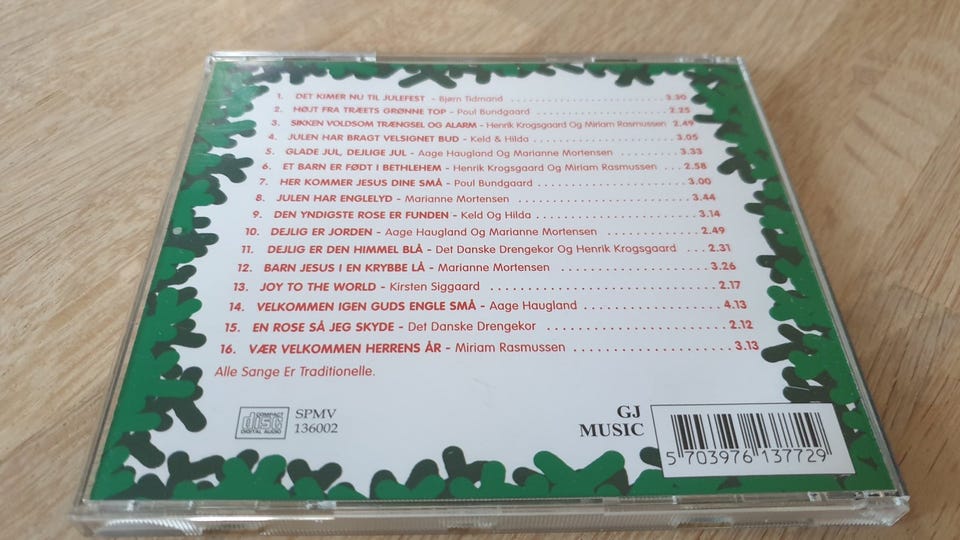 1. DET KIMER NU TIL JULEFEST - Bjørn Tidmand 3.30
2. HØJT FRA TRÆETS GRØNNE TOP - Poul Bundgaard 2.25
3. SIKKEN VOLDSOM TRÆNGSEL OG ALARM - Henrik Krogsgaard Og Miriam Rasmussen 2.49
4. JULEN HAR BRAGT VELSIGNET BUD - Keld & Hilda 3.05
5. GLADE JUL, DEJLIGE JUL - Aage Haugland Og Marianne Mortensen 3.33
6. ET BARN ER FØDT I BETHLEHEM - Henrik Krogsgaard Og Miriam Rasmussen 2.58
7. HER KOMMER JESUS DINE SMÅ - Poul Bundgaard 3.00
8. JULEN HAR ENGLELYD - Marianne Mortensen 3.44
9. DEN YNDIGSTE ROSE ER FUNDEN - Keld Og Hilda 3.14
10. DEJLIG ER JORDEN - Aage Haugland Og Marianne Mortensen 2.49
11. DEJLIG ER DEN HIMMEL BLÅ - Det Danske Drengekor Og Henrik Krogsgaard 2.31
12. BARN JESUS I EN KRYBBE LÅ - Marianne Mortensen 3.26
13. JOY TO THE WORLD - Kirsten Siggaard 2.17
14. VELKOMMEN IGEN GUDS ENGLE SMÅ - Aage Haugland 4.13
15. EN ROSE SÅ JEG SKYDE - Det Danske Drengekor 2.12
16. VÆR VELKOMMEN HERRENS ÅR - Miriam Rasmussen 3.13
Alle Sange Er Traditionelle.
COMPACT
disc
DIGITAL AUDIO
SPMV
136002
GJ
MUSIC
5 703976 137729